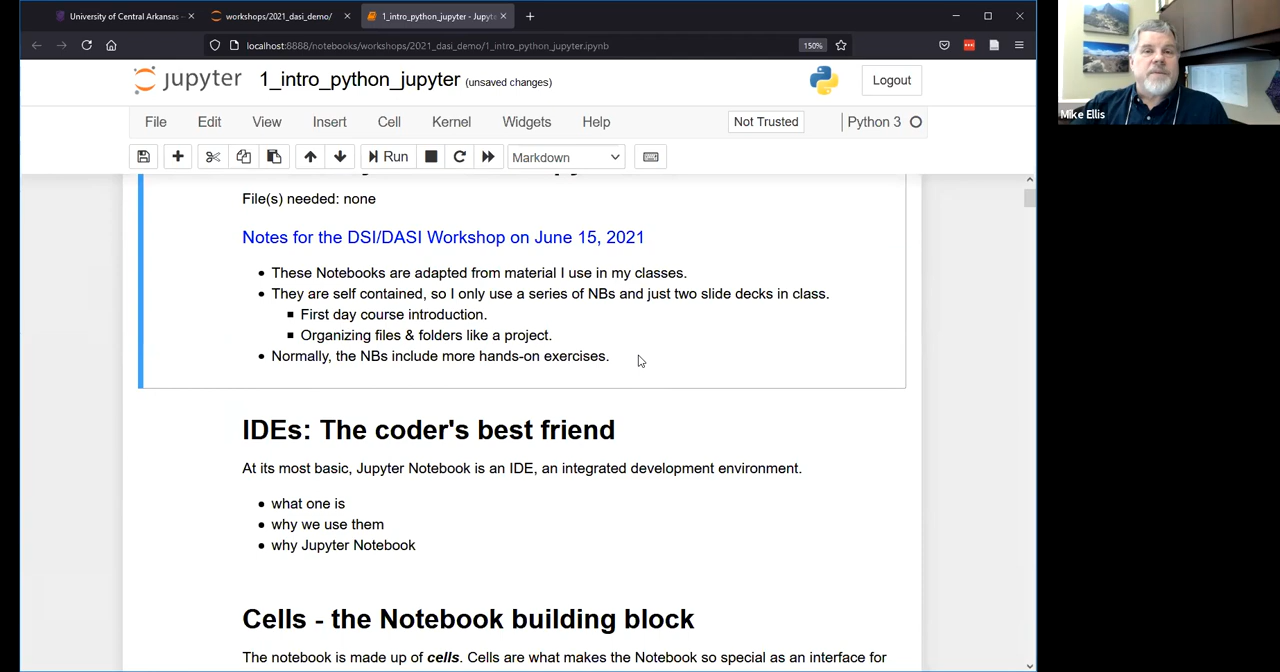 University of Central Arkansas
workshops/2021_dasi_demo/
1_intro_python_jupyter - Jupyt
localhost:8888/notebooks/workshops/2021_dasi_demo/1_intro_python_jupyter.ipynb
150%
jupyter 1_intro_python_jupyter (unsaved changes)
Logout
File Edit View Insert Cell Kernel Widgets Help
Not Trusted
Python 3
Run
Markdown
File(s) needed: none
Notes for the DSI/DASI Workshop on June 15, 2021
• These Notebooks are adapted from material I use in my classes.
• They are self contained, so I only use a series of NBs and just two slide decks in class.
▪ First day course introduction.
▪ Organizing files & folders like a project.
• Normally, the NBs include more hands-on exercises.
IDEs: The coder's best friend
At its most basic, Jupyter Notebook is an IDE, an integrated development environment.
• what one is
• why we use them
• why Jupyter Notebook
Cells - the Notebook building block
The notebook is made up of cells. Cells are what makes the Notebook so special as an interface for
Mike Ellis